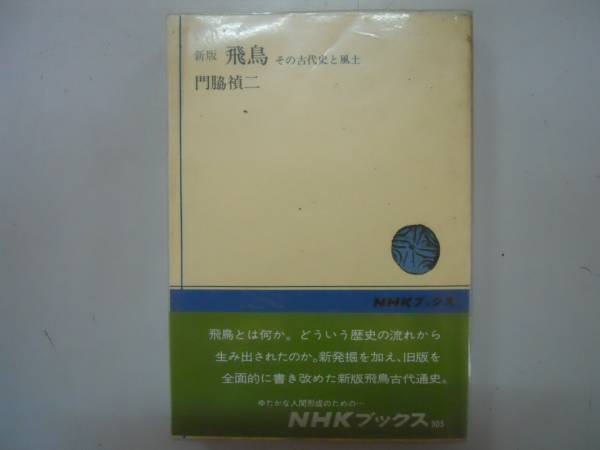 新版 飛鳥 その古代史と風土
門脇禎二
NHKブックス
飛鳥とは何か。どういう歴史の流れから
生み出されたのか。新発掘を加え、旧版を
全面的に書き改めた新版飛鳥古代通史。
ゆたかな人間形成のための…
NHKブックス 305